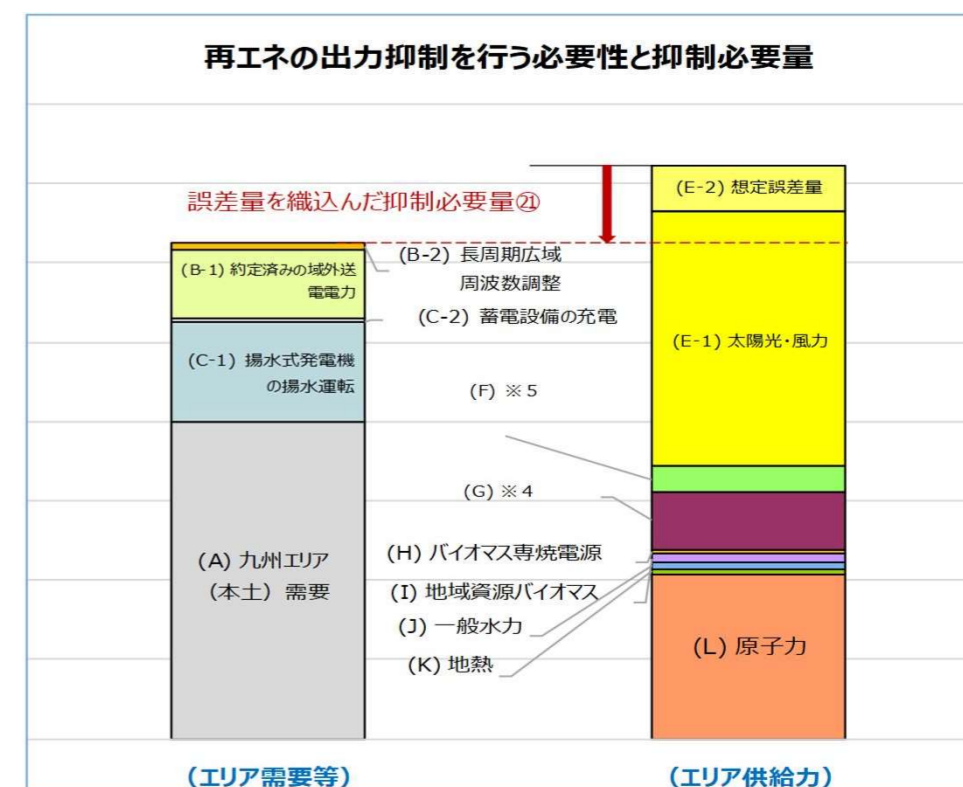 再エネの出力抑制を行う必要性と抑制必要量
誤差量を織込んだ抑制必要量㉑
(B-1) 約定済みの域外送
電電力
(C-1) 揚水式発電機
の揚水運転
(A) 九州エリア
(本土)需要
(B-2) 長周期広域
周波数調整
(C-2) 蓄電設備の充電
(F) ※5
(G) ※4
(H) バイオマス専焼電源
(I) 地域資源バイオマス
(J) 一般水力
(K) 地熱
(E-2) 想定誤差量
(E-1) 太陽光・風力
(L) 原子力
(エリア需要等)
(エリア供給力)